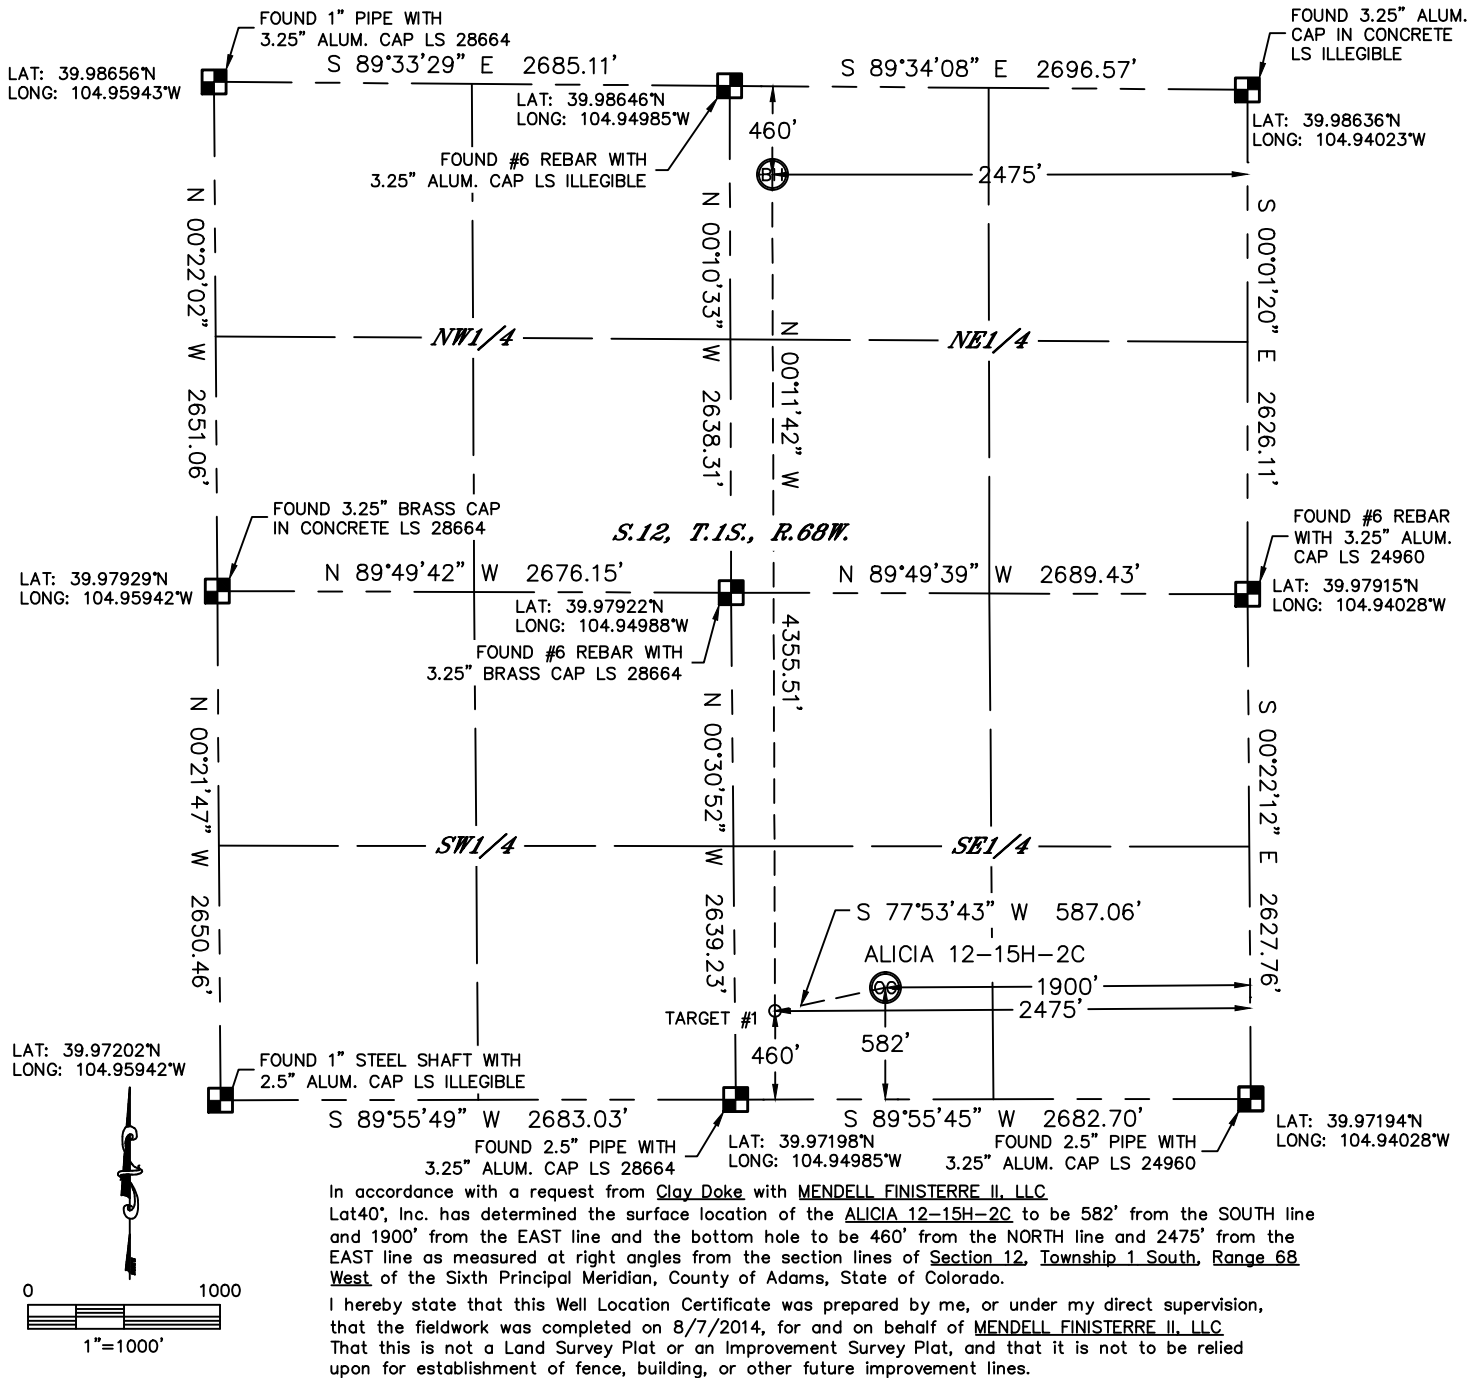 FOUND 1" PIPE WITH
3.25" ALUM. CAP LS 28664
FOUND 3.25" ALUM.
CAP IN CONCRETE
LS ILLEGIBLE
LAT: 39.98656°N
LONG: 104.95943°W
S 89°33'29" E 2685.11'
S 89°34'08" E 2696.57'
LAT: 39.98646°N
LONG: 104.94985°W
460'
LAT: 39.98636°N
LONG: 104.94023°W
FOUND #6 REBAR WITH
3.25" ALUM. CAP LS ILLEGIBLE
BH
2475'
N 00°22'02" W 2651.06'
N 00°10'33" W 2638.31'
N 00°11'42" W 4355.51'
S 00°01'20" E 2626.11'
NW1/4
NE1/4
FOUND 3.25" BRASS CAP
IN CONCRETE LS 28664
S.12, T.1S., R.68W.
FOUND #6 REBAR
WITH 3.25" ALUM.
CAP LS 24960
LAT: 39.97929°N
LONG: 104.95942°W
N 89°49'42" W 2676.15'
N 89°49'39" W 2689.43'
LAT: 39.97915°N
LONG: 104.94028°W
LAT: 39.97922°N
LONG: 104.94988°W
FOUND #6 REBAR WITH
3.25" BRASS CAP LS 28664
N 00°21'47" W 2650.46'
N 00°30'52" W 2639.23'
S 00°22'12" E 2627.76'
SW1/4
SE1/4
S 77°53'43" W 587.06'
ALICIA 12-15H-2C
OG
1900'
2475'
TARGET #1
460'
582'
LAT: 39.97202°N
LONG: 104.95942°W
FOUND 1" STEEL SHAFT WITH
2.5" ALUM. CAP LS ILLEGIBLE
S 89°55'49" W 2683.03'
S 89°55'45" W 2682.70'
FOUND 2.5" PIPE WITH
3.25" ALUM. CAP LS 28664
LAT: 39.97198°N
LONG: 104.94985°W
FOUND 2.5" PIPE WITH
3.25" ALUM. CAP LS 24960
LAT: 39.97194°N
LONG: 104.94028°W
In accordance with a request from Clay Doke with MENDELL FINISTERRE II, LLC
Lat40°, Inc. has determined the surface location of the ALICIA 12-15H-2C to be 582' from the SOUTH line
and 1900' from the EAST line and the bottom hole to be 460' from the NORTH line and 2475' from the
EAST line as measured at right angles from the section lines of Section 12, Township 1 South, Range 68
West of the Sixth Principal Meridian, County of Adams, State of Colorado.
I hereby state that this Well Location Certificate was prepared by me, or under my direct supervision,
that the fieldwork was completed on 8/7/2014, for and on behalf of MENDELL FINISTERRE II, LLC
That this is not a Land Survey Plat or an Improvement Survey Plat, and that it is not to be relied
upon for establishment of fence, building, or other future improvement lines.
0 1000
1"=1000'